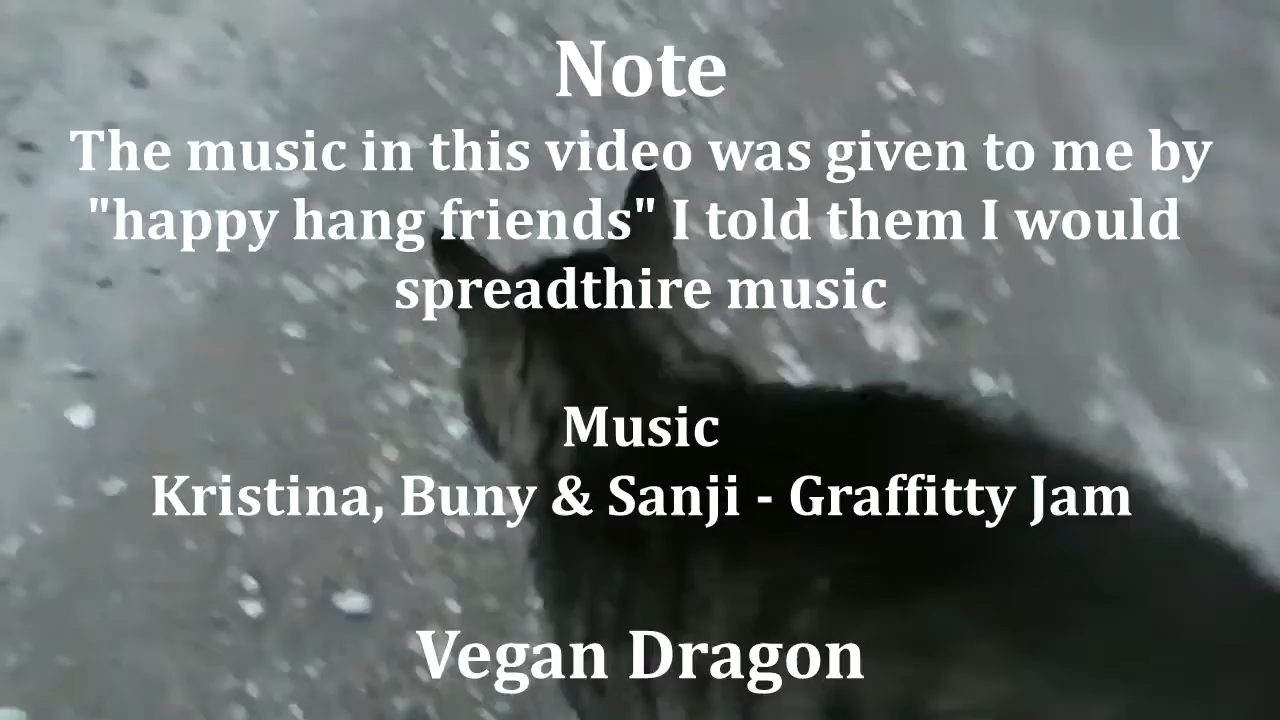 Note
The music in this video was given to me by
"happy hang friends" I told them I would
spreadthire music
Music
Kristina, Buny & Sanji - Graffitty Jam
Vegan Dragon